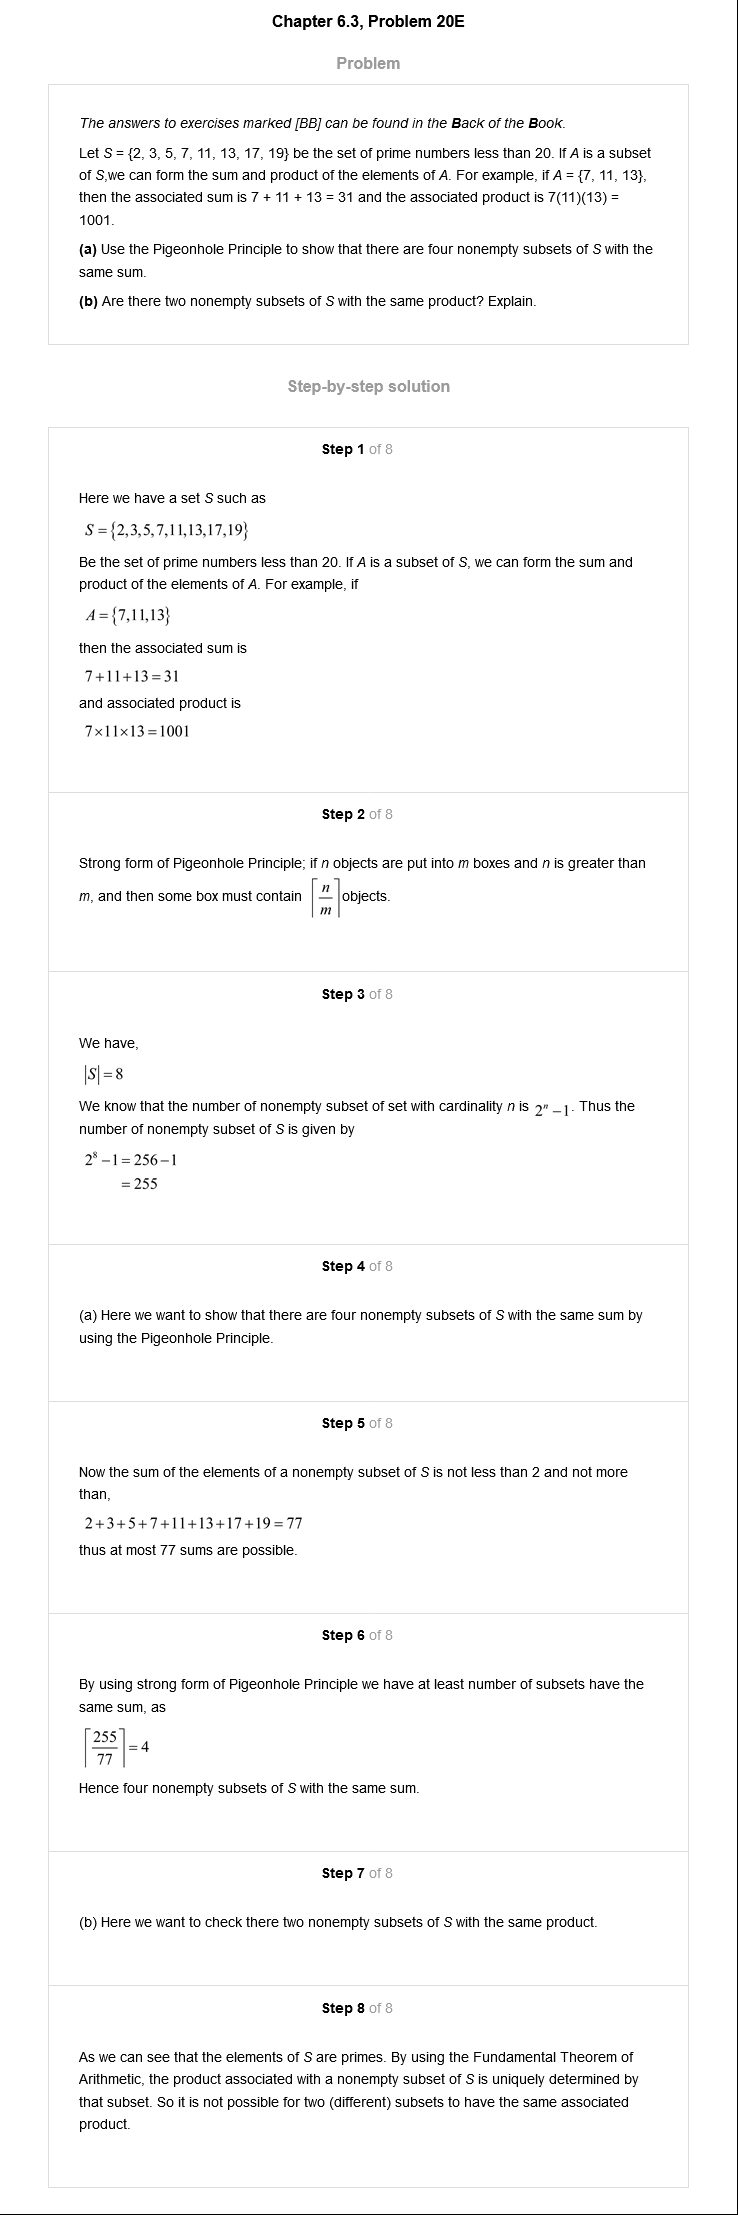 Chapter 6.3, Problem 20E
Problem
The answers to exercises marked [BB] can be found in the Back of the Book.
Let S = {2, 3, 5, 7, 11, 13, 17, 19} be the set of prime numbers less than 20. If A is a subset
of S,we can form the sum and product of the elements of A. For example, if A = {7, 11, 13},
then the associated sum is 7 + 11 + 13 = 31 and the associated product is 7(11)(13) =
1001.
(a) Use the Pigeonhole Principle to show that there are four nonempty subsets of S with the
same sum.
(b) Are there two nonempty subsets of S with the same product? Explain.
Step-by-step solution
Step 1 of 8
Here we have a set S such as
S = {2,3,5,7,11,13,17,19}
Be the set of prime numbers less than 20. If A is a subset of S, we can form the sum and
product of the elements of A. For example, if
A = {7,11,13}
then the associated sum is
7+11+13 = 31
and associated product is
7×11×13 = 1001
Step 2 of 8
Strong form of Pigeonhole Principle; if n objects are put into m boxes and n is greater than
m, and then some box must contain ⌈n/m⌉ objects.
Step 3 of 8
We have,
|S| = 8
We know that the number of nonempty subset of set with cardinality n is 2ⁿ −1. Thus the
number of nonempty subset of S is given by
2⁸ −1 = 256 −1
= 255
Step 4 of 8
(a) Here we want to show that there are four nonempty subsets of S with the same sum by
using the Pigeonhole Principle.
Step 5 of 8
Now the sum of the elements of a nonempty subset of S is not less than 2 and not more
than,
2+3+5+7+11+13+17+19 = 77
thus at most 77 sums are possible.
Step 6 of 8
By using strong form of Pigeonhole Principle we have at least number of subsets have the
same sum, as
⌈255/77⌉ = 4
Hence four nonempty subsets of S with the same sum.
Step 7 of 8
(b) Here we want to check there two nonempty subsets of S with the same product.
Step 8 of 8
As we can see that the elements of S are primes. By using the Fundamental Theorem of
Arithmetic, the product associated with a nonempty subset of S is uniquely determined by
that subset. So it is not possible for two (different) subsets to have the same associated
product.